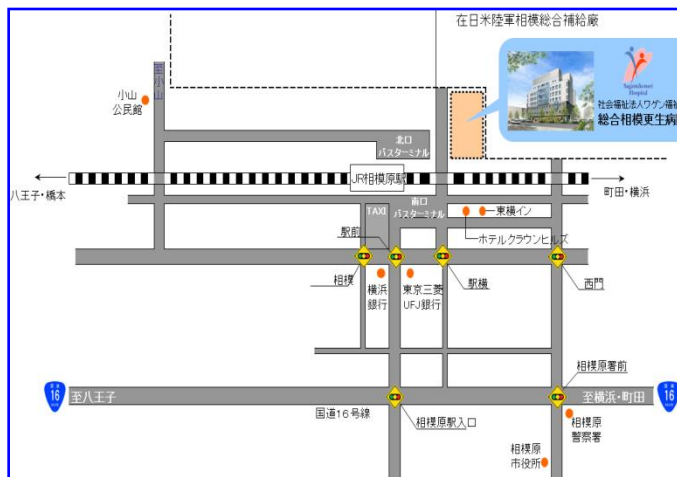 在日米陸軍相模総合補給廠
Sagamikousei
Hospital
社会福祉法人ワゲン福祉
総合相模更生病
至小山
小山
公民館
北口
バスターミナル
JR相模原駅
八王子・橋本
町田・横浜
南口
バスターミナル
TAXI
東横イン
ホテルクラウンヒルズ
駅前
相模
横浜
銀行
東京三菱
UFJ銀行
駅横
西門
相模原署前
16
至八王子
至横浜・町田
16
国道16号線
相模原駅入口
相模原
警察署
相模原
市役所